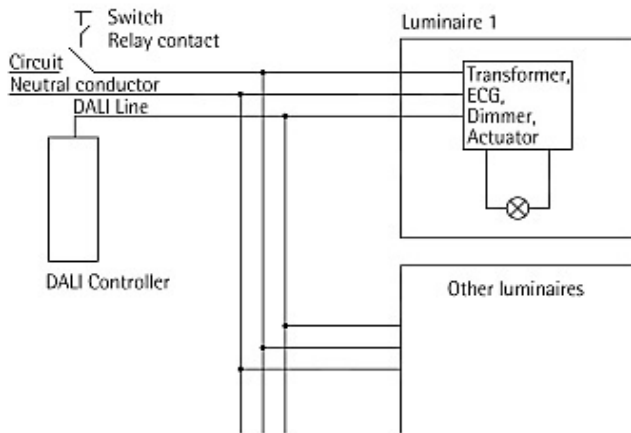 Switch
Relay contact
Luminaire 1
Circuit
Neutral conductor
DALI Line
Transformer,
ECG,
Dimmer,
Actuator
DALI Controller
Other luminaires